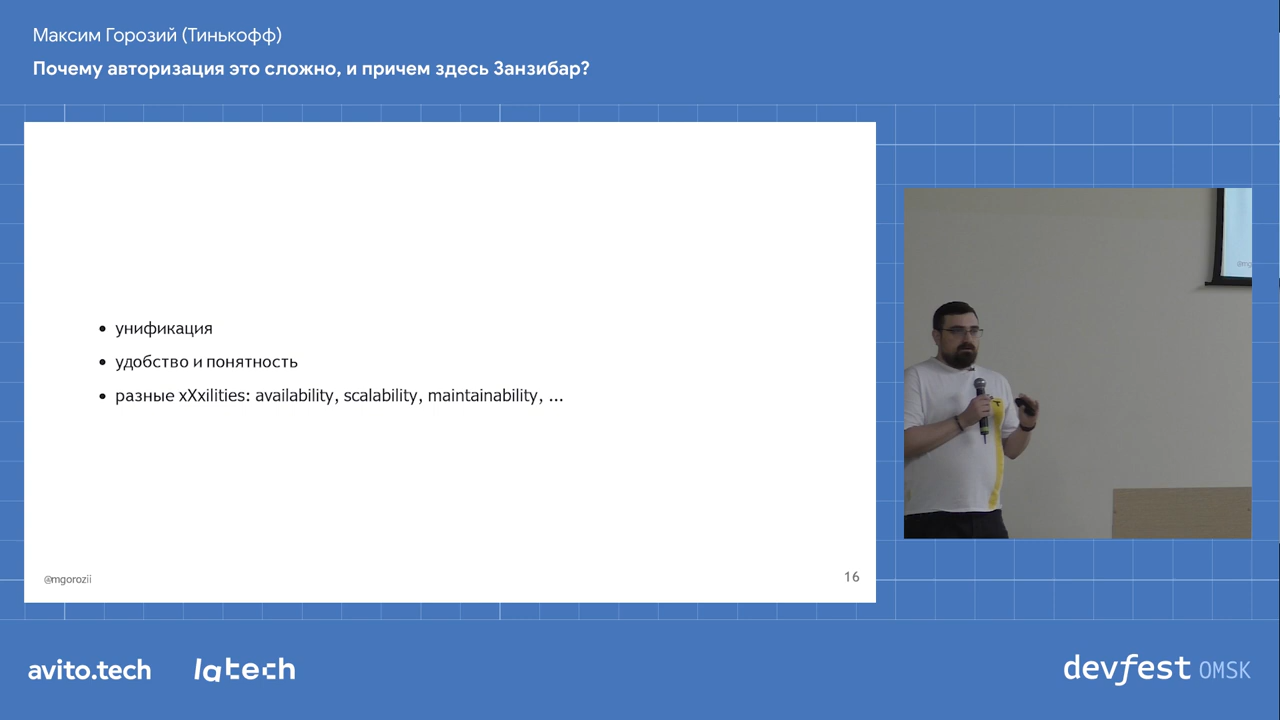 Максим Горозий (Тинькофф)
Почему авторизация это сложно, и причем здесь Занзибар?
• унификация
• удобство и понятность
• разные xXxilities: availability, scalability, maintainability, ...
@mgorozii
16
@mg
avito.tech
latech
devfest OMSK